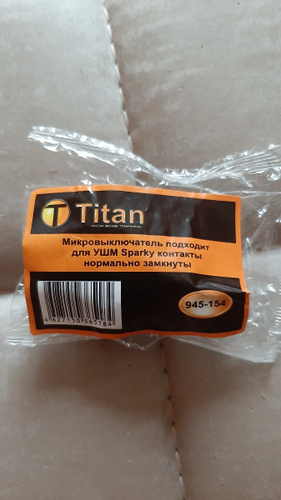 Titan
Микровыключатель подходит
для УШМ Sparky контакты
нормально замкнуты
945-154